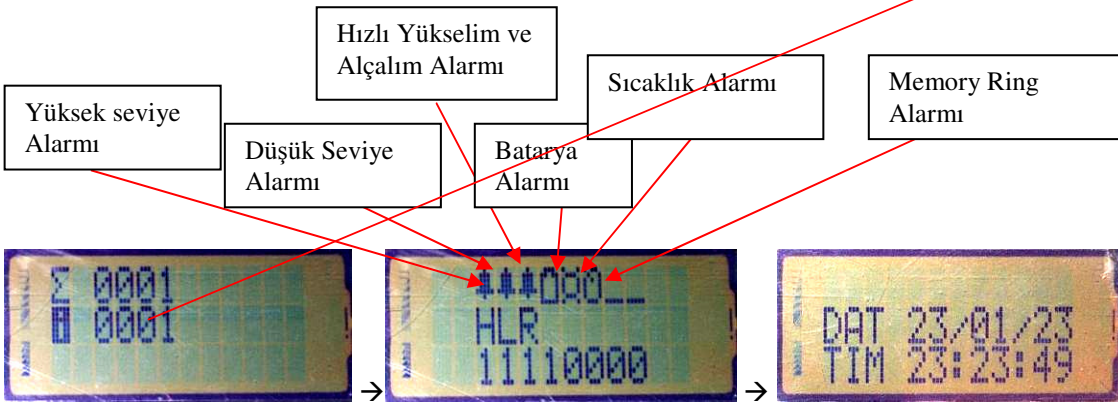 Hızlı Yükselim ve
Alçalım Alarmı
Sıcaklık Alarmı
Memory Ring
Alarmı
Yüksek seviye
Alarmı
Düşük Seviye
Alarmı
Batarya
Alarmı
Σ 0001
0001
→
HLR
11110000
→
DAT 23/01/23
TIM 23:23:49